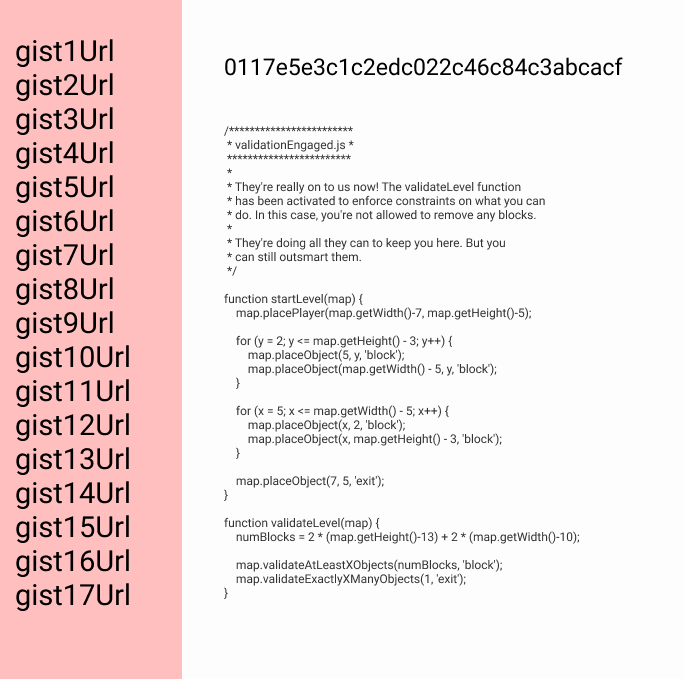 gist1Url
gist2Url
gist3Url
gist4Url
gist5Url
gist6Url
gist7Url
gist8Url
gist9Url
gist10Url
gist11Url
gist12Url
gist13Url
gist14Url
gist15Url
gist16Url
gist17Url
0117e5e3c1c2edc022c46c84c3abcacf
/************************
 * validationEngaged.js *
 ************************
 *
 * They're really on to us now! The validateLevel function
 * has been activated to enforce constraints on what you can
 * do. In this case, you're not allowed to remove any blocks.
 *
 * They're doing all they can to keep you here. But you
 * can still outsmart them.
 */
function startLevel(map) {
    map.placePlayer(map.getWidth()-7, map.getHeight()-5);
    for (y = 2; y <= map.getHeight() - 3; y++) {
        map.placeObject(5, y, 'block');
        map.placeObject(map.getWidth() - 5, y, 'block');
    }
    for (x = 5; x <= map.getWidth() - 5; x++) {
        map.placeObject(x, 2, 'block');
        map.placeObject(x, map.getHeight() - 3, 'block');
    }
    map.placeObject(7, 5, 'exit');
}
function validateLevel(map) {
    numBlocks = 2 * (map.getHeight()-13) + 2 * (map.getWidth()-10);
    map.validateAtLeastXObjects(numBlocks, 'block');
    map.validateExactlyXManyObjects(1, 'exit');
}